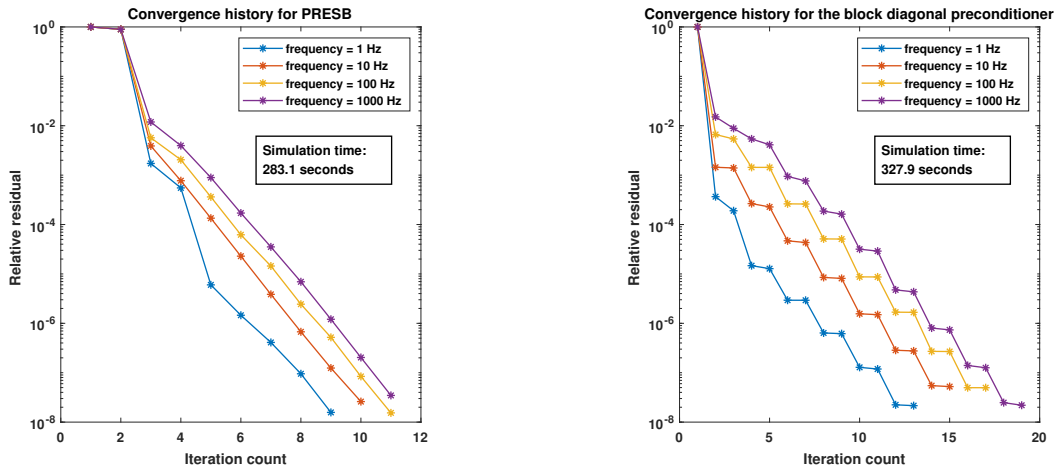 Convergence history for PRESB
10^0
10^-2
10^-4
10^-6
10^-8
Relative residual
0 2 4 6 8 10 12
Iteration count
frequency = 1 Hz
frequency = 10 Hz
frequency = 100 Hz
frequency = 1000 Hz
Simulation time:
283.1 seconds
Convergence history for the block diagonal preconditioner
10^0
10^-2
10^-4
10^-6
10^-8
Relative residual
0 5 10 15 20
Iteration count
frequency = 1 Hz
frequency = 10 Hz
frequency = 100 Hz
frequency = 1000 Hz
Simulation time:
327.9 seconds